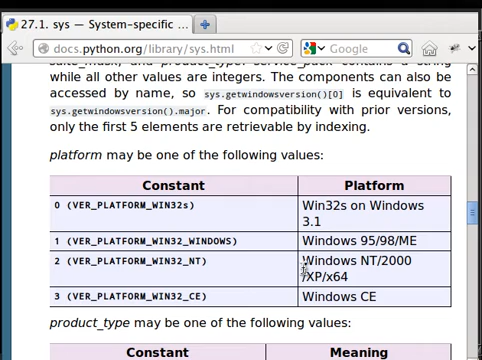 27.1. sys — System-specific ...
docs.python.org/library/sys.html
Google
while all other values are integers. The components can also be
accessed by name, so sys.getwindowsversion()[0] is equivalent to
sys.getwindowsversion().major. For compatibility with prior versions,
only the first 5 elements are retrievable by indexing.
platform may be one of the following values:
Constant Platform
0 (VER_PLATFORM_WIN32s) Win32s on Windows
3.1
1 (VER_PLATFORM_WIN32_WINDOWS) Windows 95/98/ME
2 (VER_PLATFORM_WIN32_NT) Windows NT/2000
/XP/x64
3 (VER_PLATFORM_WIN32_CE) Windows CE
product_type may be one of the following values:
Constant Meaning